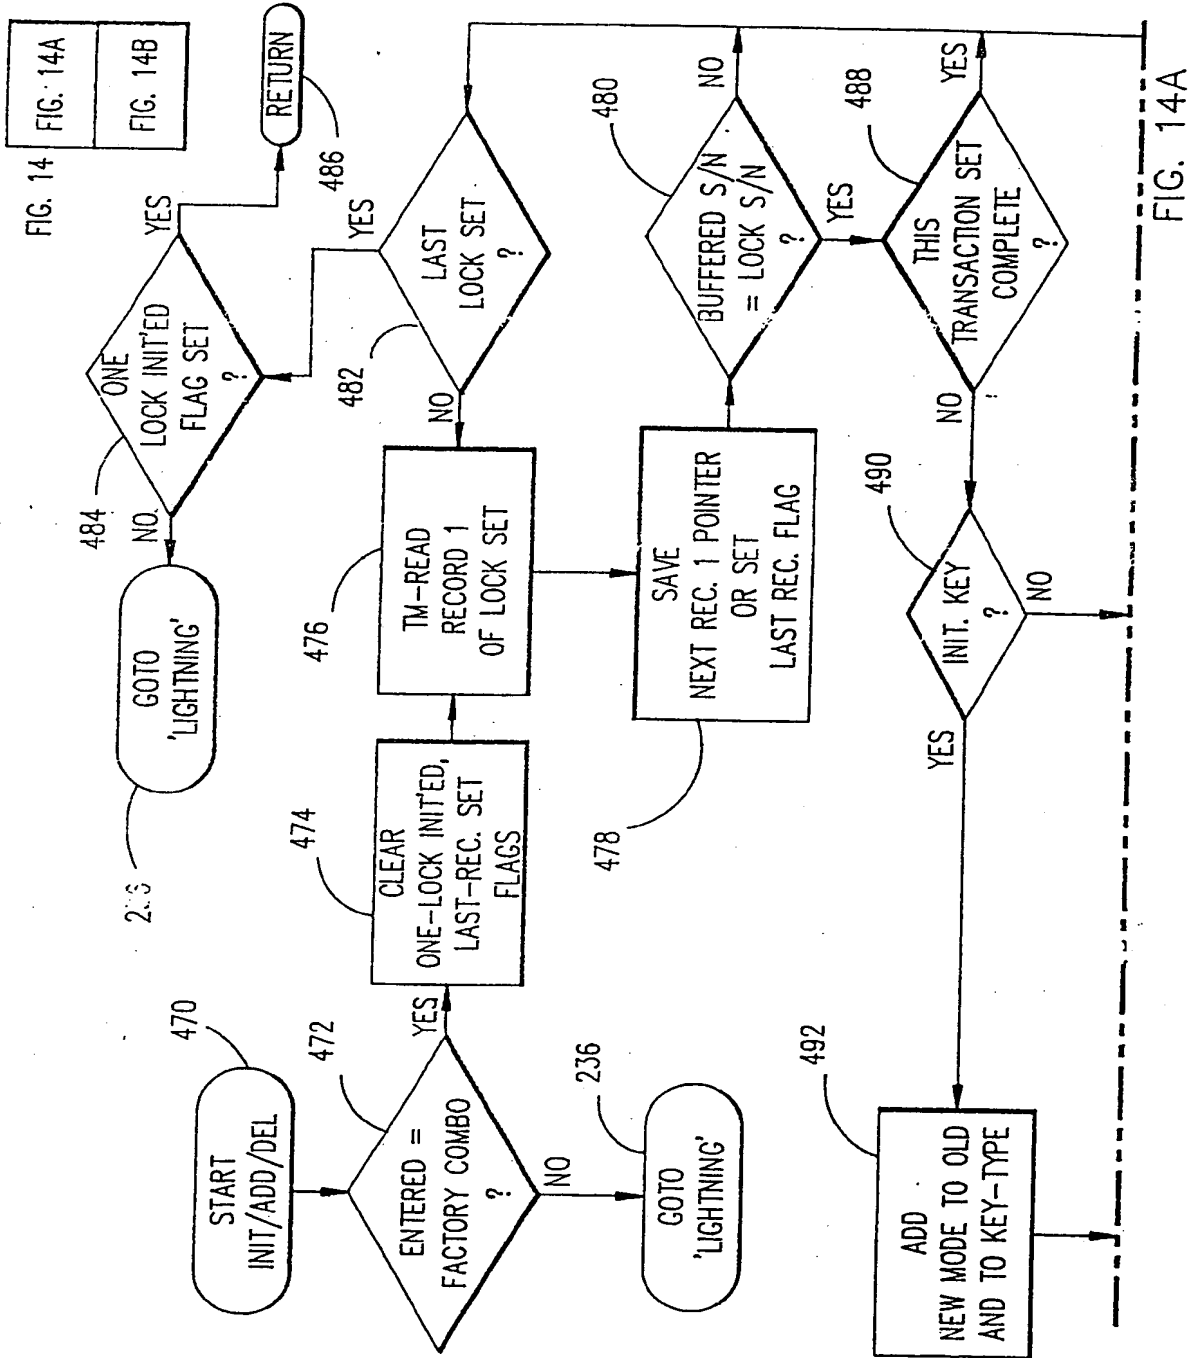 FIG. 14
FIG. 14A
FIG. 14B
470
START
INIT/ADD/DEL
472
ENTERED =
FACTORY COMBO
?
YES
NO
236
GOTO
'LIGHTNING'
474
CLEAR
ONE-LOCK INIT'ED,
LAST-REC. SET
FLAGS
476
TM-READ
RECORD 1
OF LOCK SET
478
SAVE
NEXT REC. 1 POINTER
OR SET
LAST REC. FLAG
480
BUFFERED S/N
= LOCK S/N
?
NO
YES
482
LAST
LOCK SET
?
NO
YES
484
ONE
LOCK INIT'ED
FLAG SET
?
NO
YES
GOTO
'LIGHTNING'
486
RETURN
488
THIS
TRANSACTION SET
COMPLETE
?
YES
NO
490
INIT. KEY
?
NO
YES
492
ADD
NEW MODE TO OLD
AND TO KEY-TYPE
FIG. 14A